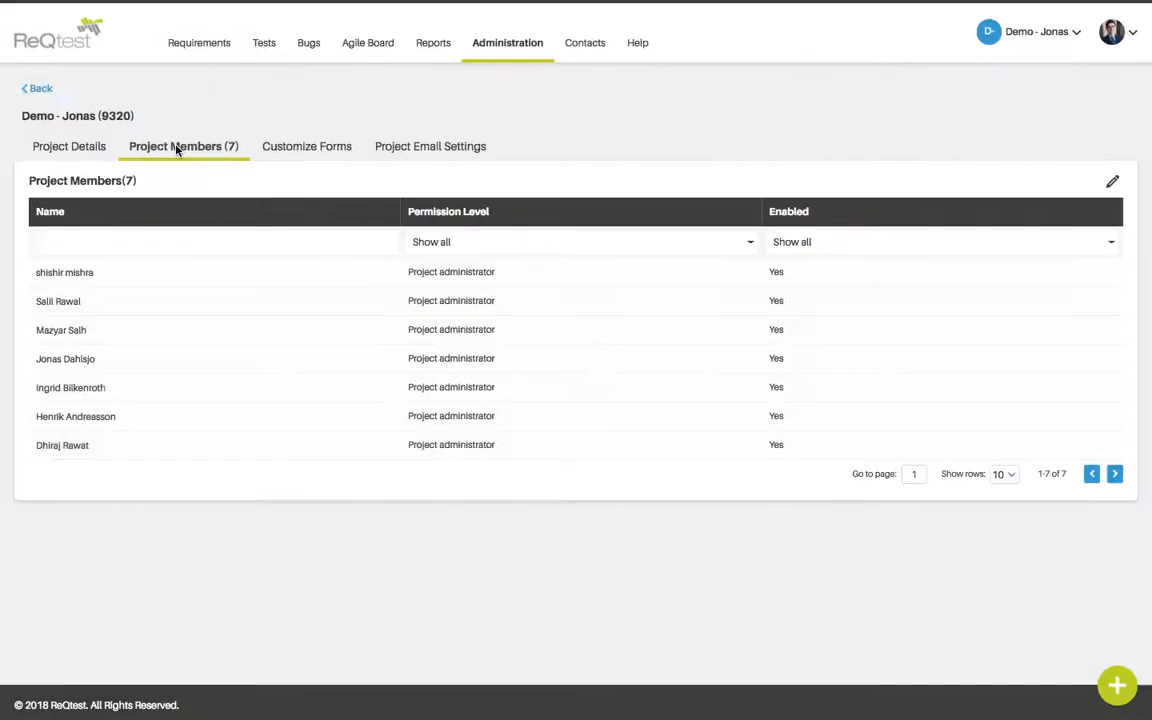 ReQtest
Requirements Tests Bugs Agile Board Reports Administration Contacts Help
D- Demo - Jonas
Back
Demo - Jonas (9320)
Project Details Project Members (7) Customize Forms Project Email Settings
Project Members(7)
Name Permission Level Enabled
Show all Show all
shishir mishra Project administrator Yes
Salil Rawal Project administrator Yes
Mazyar Salh Project administrator Yes
Jonas Dahlsjo Project administrator Yes
Ingrid Bilkenroth Project administrator Yes
Henrik Andreasson Project administrator Yes
Dhiraj Rawat Project administrator Yes
Go to page: 1 Show rows: 10 1-7 of 7
© 2018 ReQtest. All Rights Reserved.